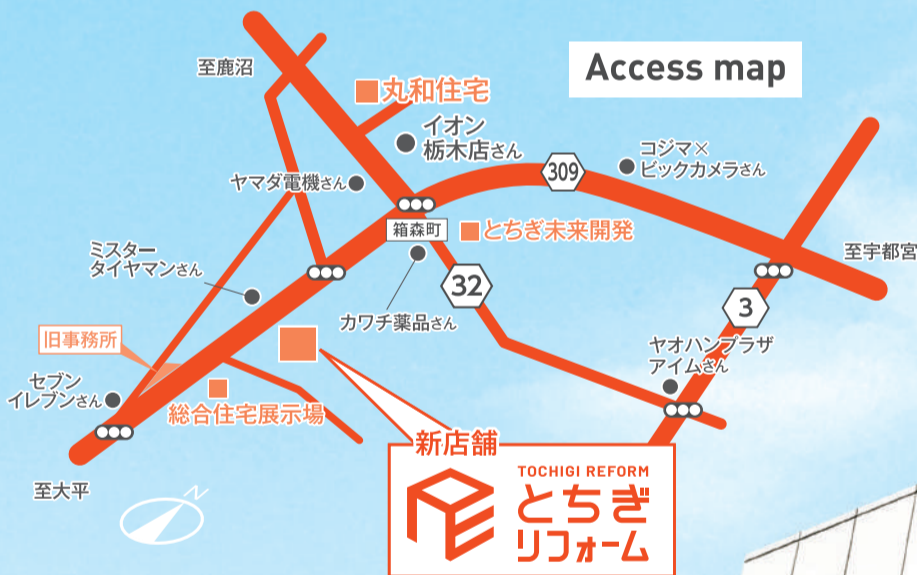 Access map
至鹿沼
丸和住宅
イオン
栃木店さん
コジマ×
ビックカメラさん
309
ヤマダ電機さん
箱森町
とちぎ未来開発
至宇都宮
ミスター
タイヤマンさん
32
3
カワチ薬品さん
旧事務所
ヤオハンプラザ
アイムさん
セブン
イレブンさん
総合住宅展示場
新店舗
至大平
N
TOCHIGI REFORM
とちぎ
リフォーム